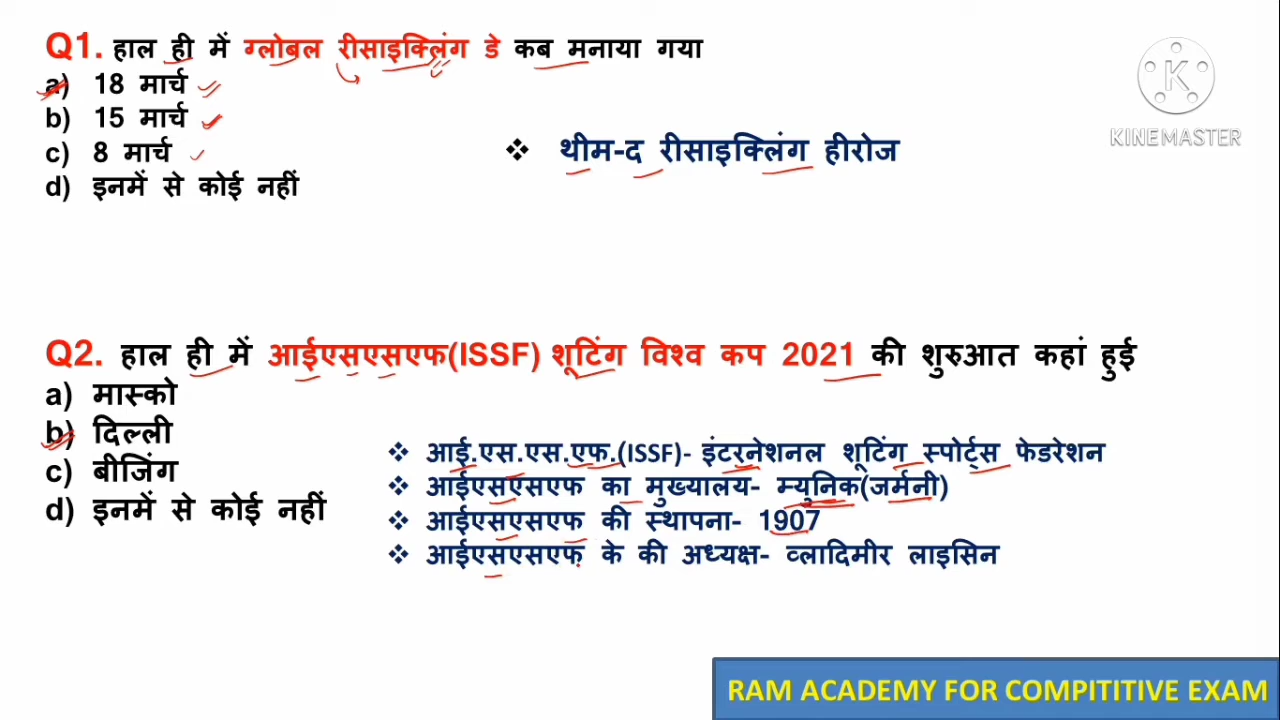 Q1. हाल ही में ग्लोबल रीसाइक्लिंग डे कब मनाया गया
a) 18 मार्च
b) 15 मार्च
c) 8 मार्च
d) इनमें से कोई नहीं
❖ थीम-द रीसाइक्लिंग हीरोज
KINEMASTER
Q2. हाल ही में आईएसएसएफ(ISSF) शूटिंग विश्व कप 2021 की शुरुआत कहां हुई
a) मास्को
b) दिल्ली
c) बीजिंग
d) इनमें से कोई नहीं
❖ आई.एस.एस.एफ.(ISSF)- इंटरनेशनल शूटिंग स्पोर्ट्स फेडरेशन
❖ आईएसएसएफ का मुख्यालय- म्युनिक(जर्मनी)
❖ आईएसएसएफ की स्थापना- 1907
❖ आईएसएसएफ के की अध्यक्ष- व्लादिमीर लाइसिन
RAM ACADEMY FOR COMPITITIVE EXAM